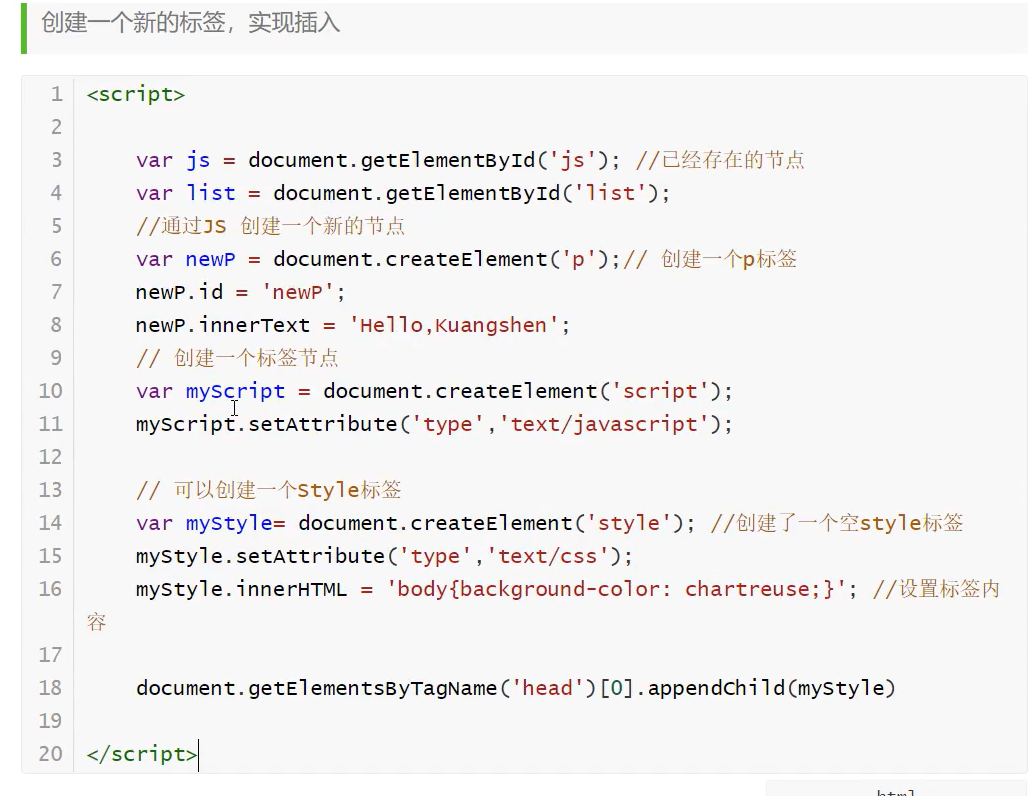 创建一个新的标签，实现插入
1 <script>
2
3 var js = document.getElementById('js'); //已经存在的节点
4 var list = document.getElementById('list');
5 //通过JS 创建一个新的节点
6 var newP = document.createElement('p');// 创建一个p标签
7 newP.id = 'newP';
8 newP.innerText = 'Hello,Kuangshen';
9 // 创建一个标签节点
10 var myScript = document.createElement('script');
11 myScript.setAttribute('type','text/javascript');
12
13 // 可以创建一个Style标签
14 var myStyle= document.createElement('style'); //创建了一个空style标签
15 myStyle.setAttribute('type','text/css');
16 myStyle.innerHTML = 'body{background-color: chartreuse;}'; //设置标签内
容
17
18 document.getElementsByTagName('head')[0].appendChild(myStyle)
19
20 </script>
html